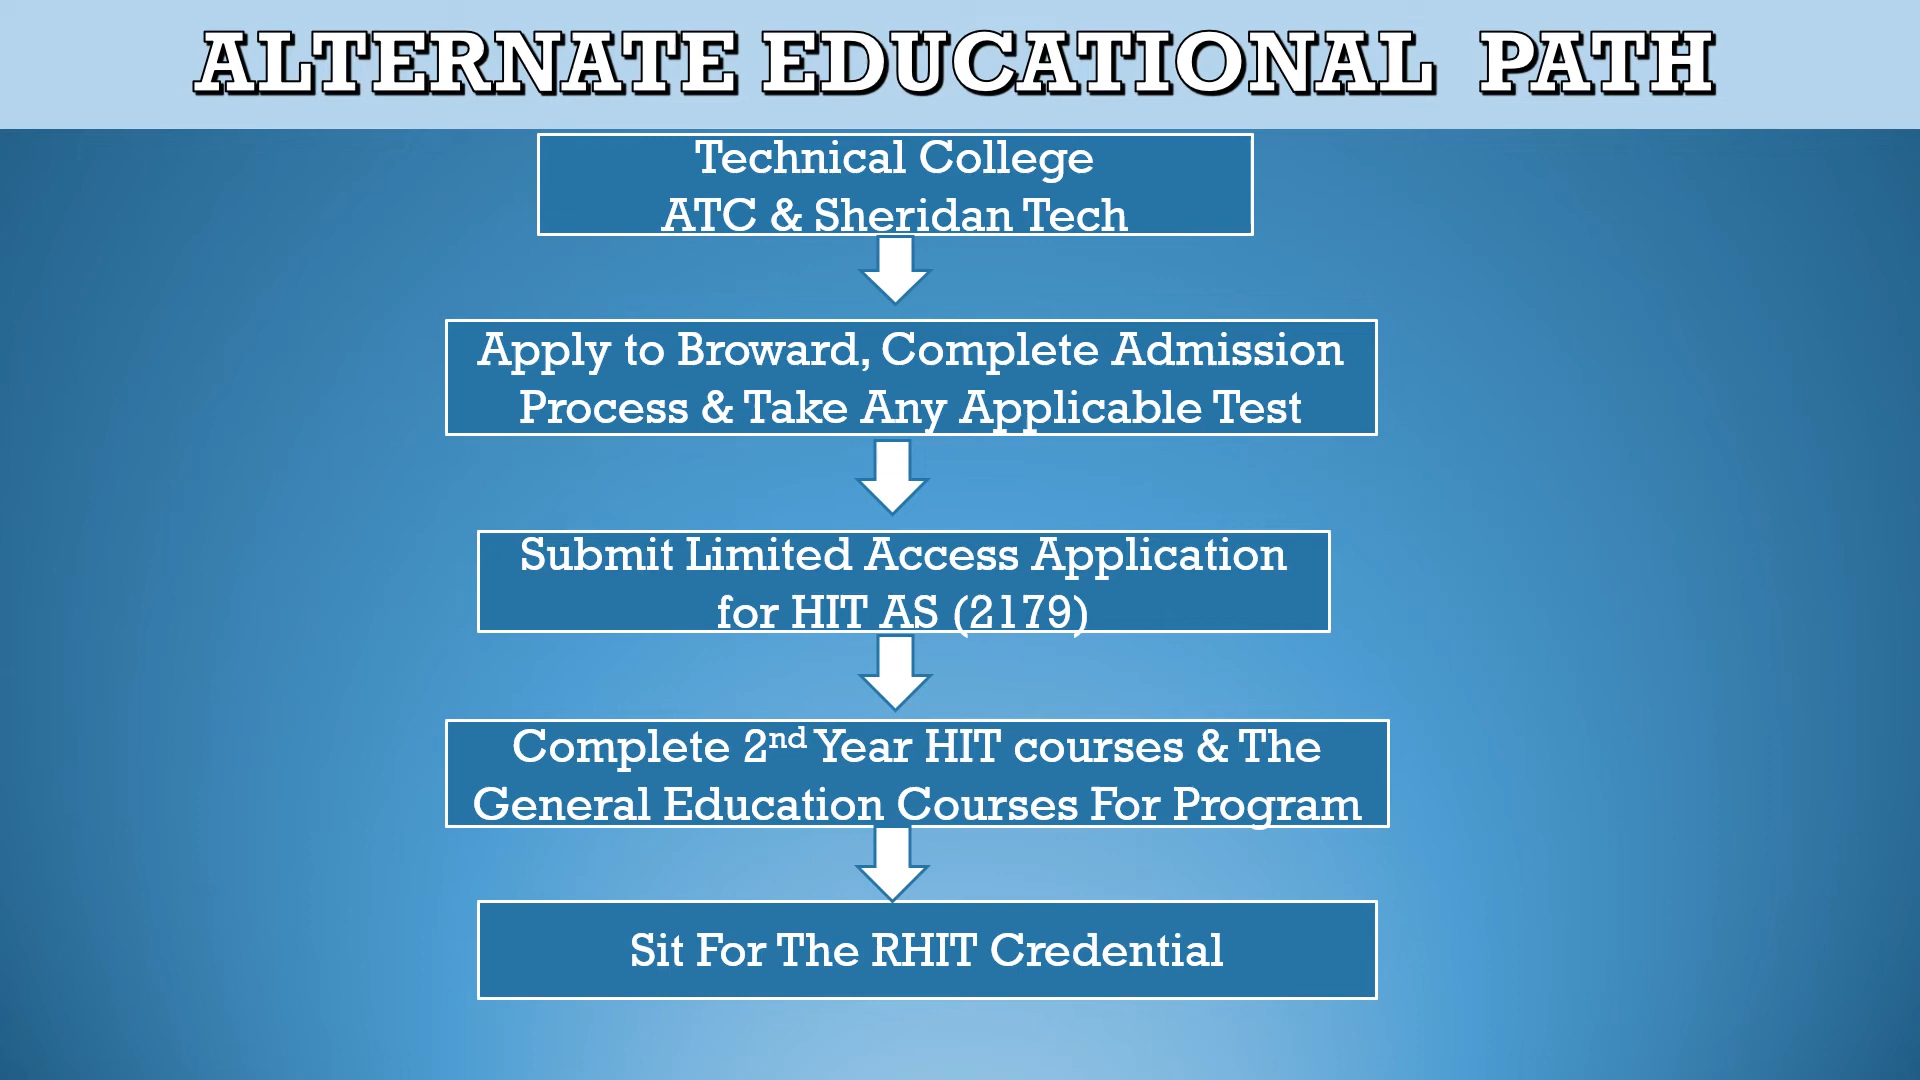 ALTERNATE EDUCATIONAL PATH
Technical College
ATC & Sheridan Tech
Apply to Broward, Complete Admission
Process & Take Any Applicable Test
Submit Limited Access Application
for HIT AS (2179)
Complete 2nd Year HIT courses & The
General Education Courses For Program
Sit For The RHIT Credential